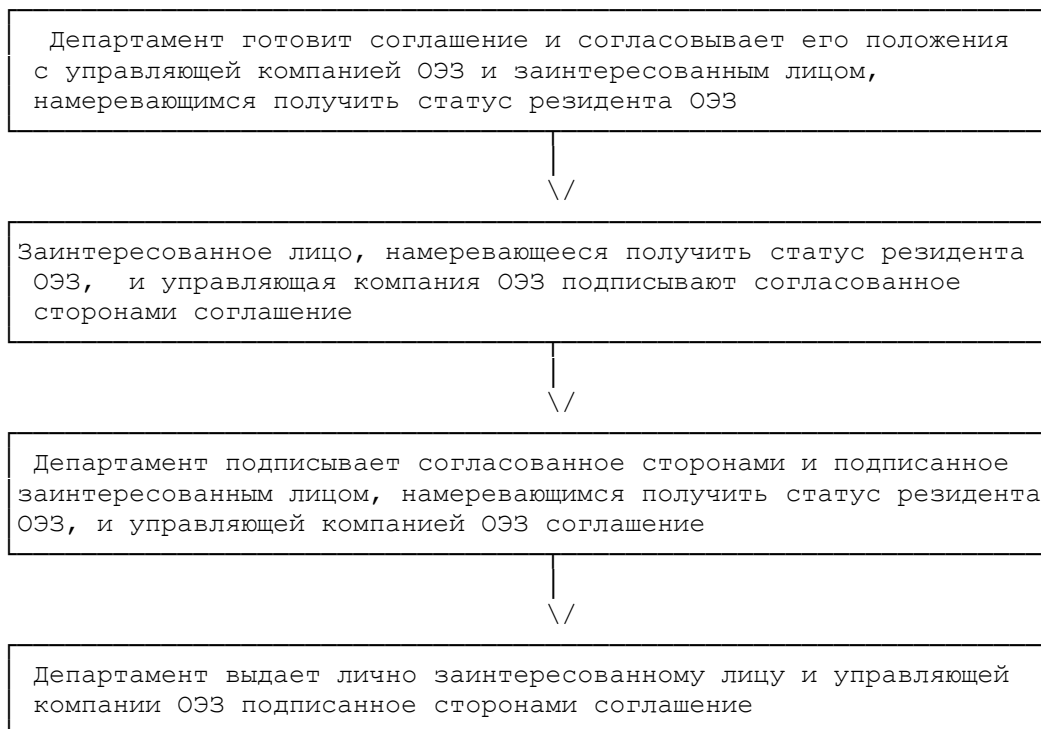 Департамент готовит соглашение и согласовывает его положения
с управляющей компанией ОЭЗ и заинтересованным лицом,
намеревающимся получить статус резидента ОЭЗ
Заинтересованное лицо, намеревающееся получить статус резидента
ОЭЗ, и управляющая компания ОЭЗ подписывают согласованное
сторонами соглашение
Департамент подписывает согласованное сторонами и подписанное
заинтересованным лицом, намеревающимся получить статус резидента
ОЭЗ, и управляющей компанией ОЭЗ соглашение
Департамент выдает лично заинтересованному лицу и управляющей
компании ОЭЗ подписанное сторонами соглашение